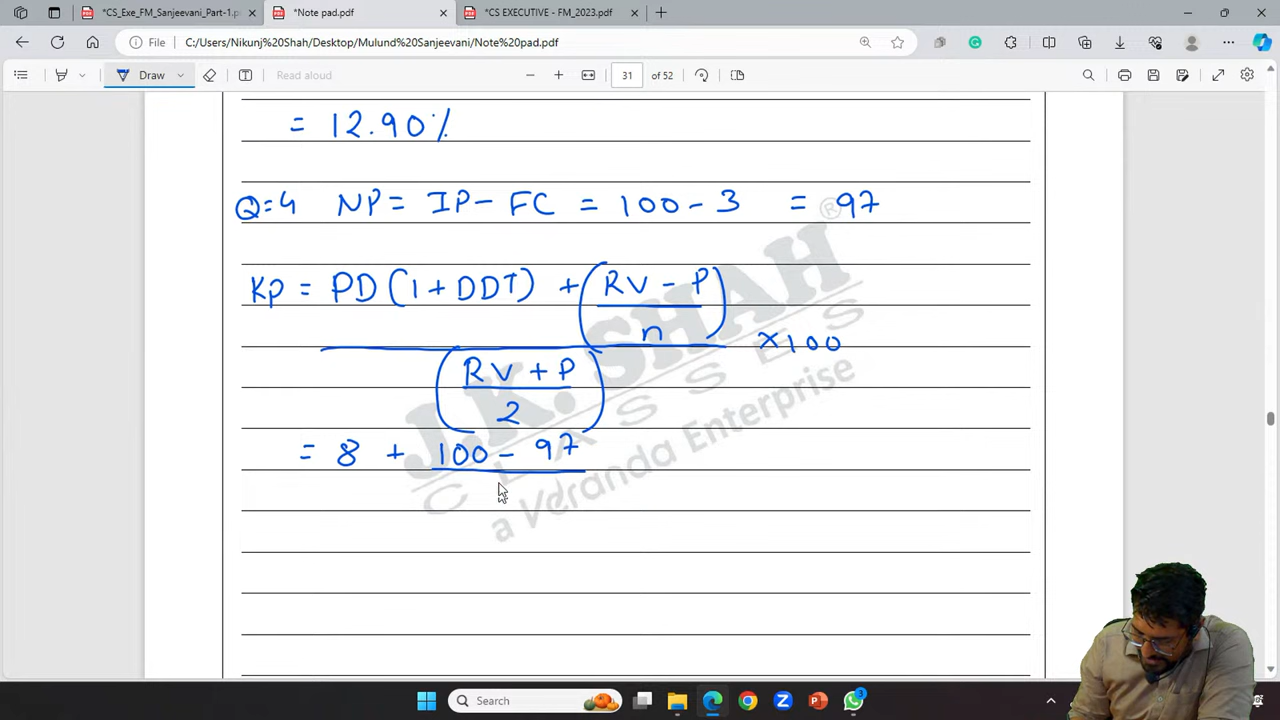 *CS_Exe_FM_Sanjeevani_Part-1.p
*Note pad.pdf
*CS EXECUTIVE - FM_2023.pdf
File
C:/Users/Nikunj%20Shah/Desktop/Mulund%20Sanjeevani/Note%20pad.pdf
Draw
Read aloud
31 of 52
= 12.90%
Q=4 NP = IP - FC = 100 - 3 = 97
KP = PD (1 + DDT) + (RV - P)
n
x100
(RV + P)
2
= 8 + 100 - 97
J.K. SHAH ®
CLASSES
a Veranda Enterprise
Search
3